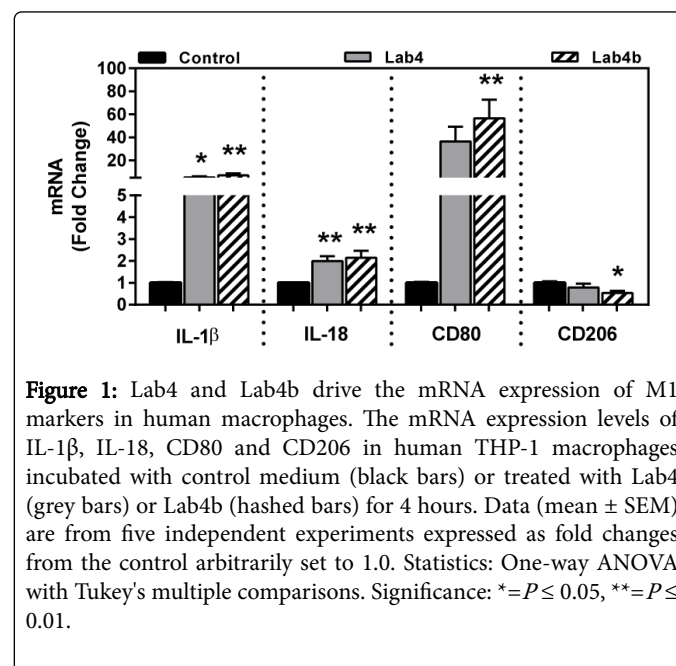 Control Lab4 Lab4b
mRNA
(Fold Change)
100
80
60
40
20
5
4
3
2
1
0
* ** ** ** ** *
IL-1β IL-18 CD80 CD206
Figure 1: Lab4 and Lab4b drive the mRNA expression of M1
markers in human macrophages. The mRNA expression levels of
IL-1β, IL-18, CD80 and CD206 in human THP-1 macrophages
incubated with control medium (black bars) or treated with Lab4
(grey bars) or Lab4b (hashed bars) for 4 hours. Data (mean ± SEM)
are from five independent experiments expressed as fold changes
from the control arbitrarily set to 1.0. Statistics: One-way ANOVA
with Tukey's multiple comparisons. Significance: *=P ≤ 0.05, **=P ≤
0.01.